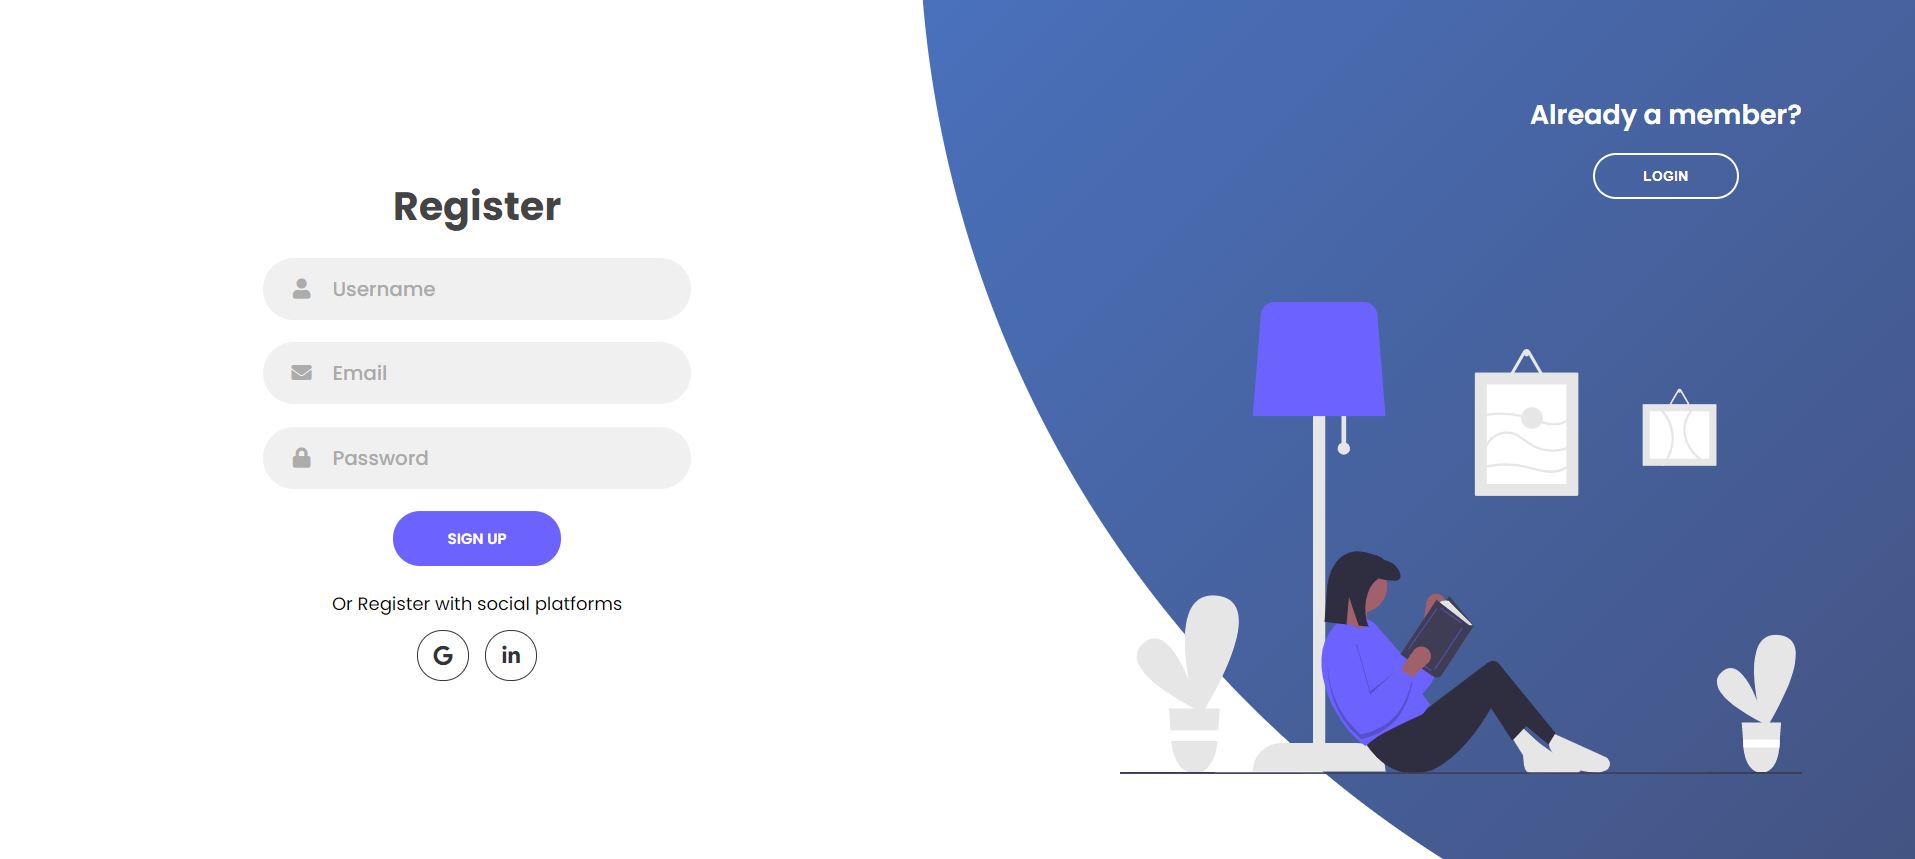 Register
Username
Email
Password
SIGN UP
Or Register with social platforms
G in
Already a member?
LOGIN